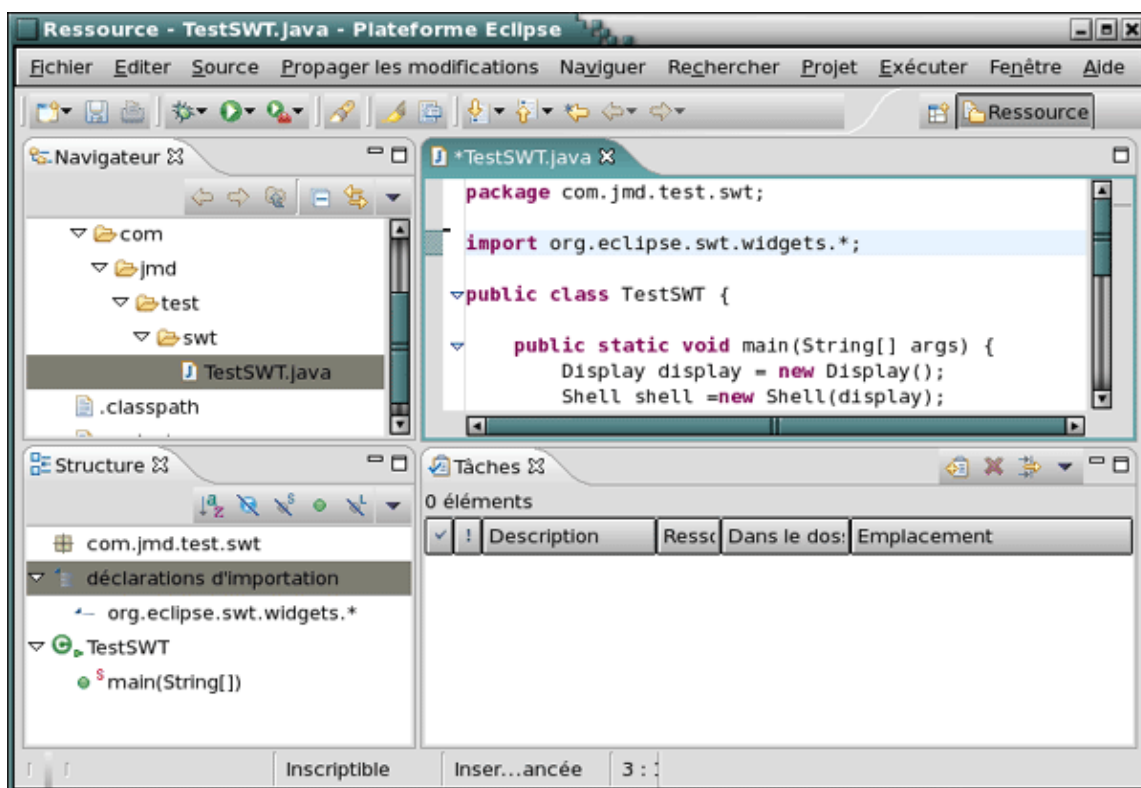 Ressource - TestSWT.java - Plateforme Eclipse
Fichier Editer Source Propager les modifications Naviguer Rechercher Projet Exécuter Fenêtre Aide
Ressource
Navigateur
com
jmd
test
swt
TestSWT.java
.classpath
*TestSWT.java
package com.jmd.test.swt;
import org.eclipse.swt.widgets.*;
public class TestSWT {
public static void main(String[] args) {
Display display = new Display();
Shell shell =new Shell(display);
Structure
com.jmd.test.swt
déclarations d'importation
org.eclipse.swt.widgets.*
TestSWT
main(String[])
Tâches
0 éléments
! Description Ressc Dans le dos: Emplacement
Inscriptible Inser...ancée 3 :